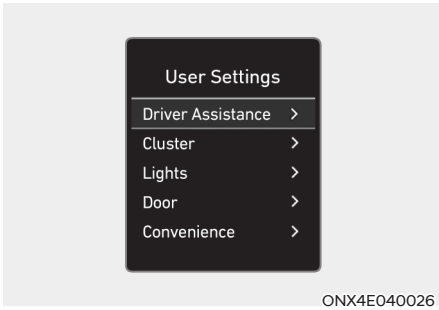 User Settings
Driver Assistance >
Cluster >
Lights >
Door >
Convenience >
ONX4E040026